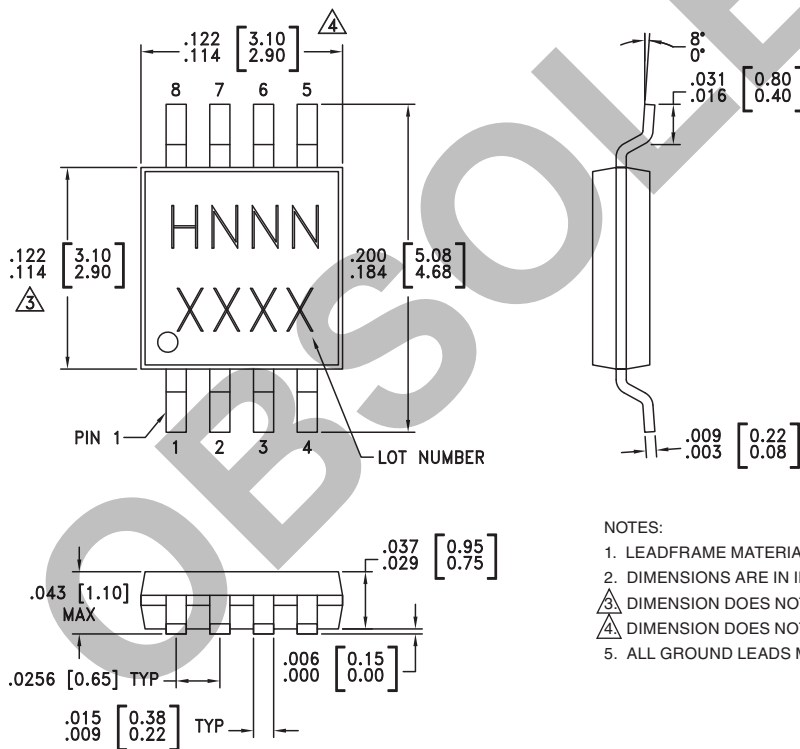 4
.122 [3.10]
.114 [2.90]
8 7 6 5
8°
0°
.031 [0.80
.016 [0.40
HNNN
XXXX
.122 [3.10]
.114 [2.90]
3
.200 [5.08]
.184 [4.68]
PIN 1
1 2 3 4
LOT NUMBER
.009 [0.22]
.003 [0.08]
.037 [0.95]
.029 [0.75]
.043 [1.10]
MAX
.0256 [0.65] TYP
.006 [0.15]
.000 [0.00]
.015 [0.38]
.009 [0.22] TYP
NOTES:
1. LEADFRAME MATERIA
2. DIMENSIONS ARE IN
3. DIMENSION DOES NO
4. DIMENSION DOES NO
5. ALL GROUND LEADS
OBSOLE